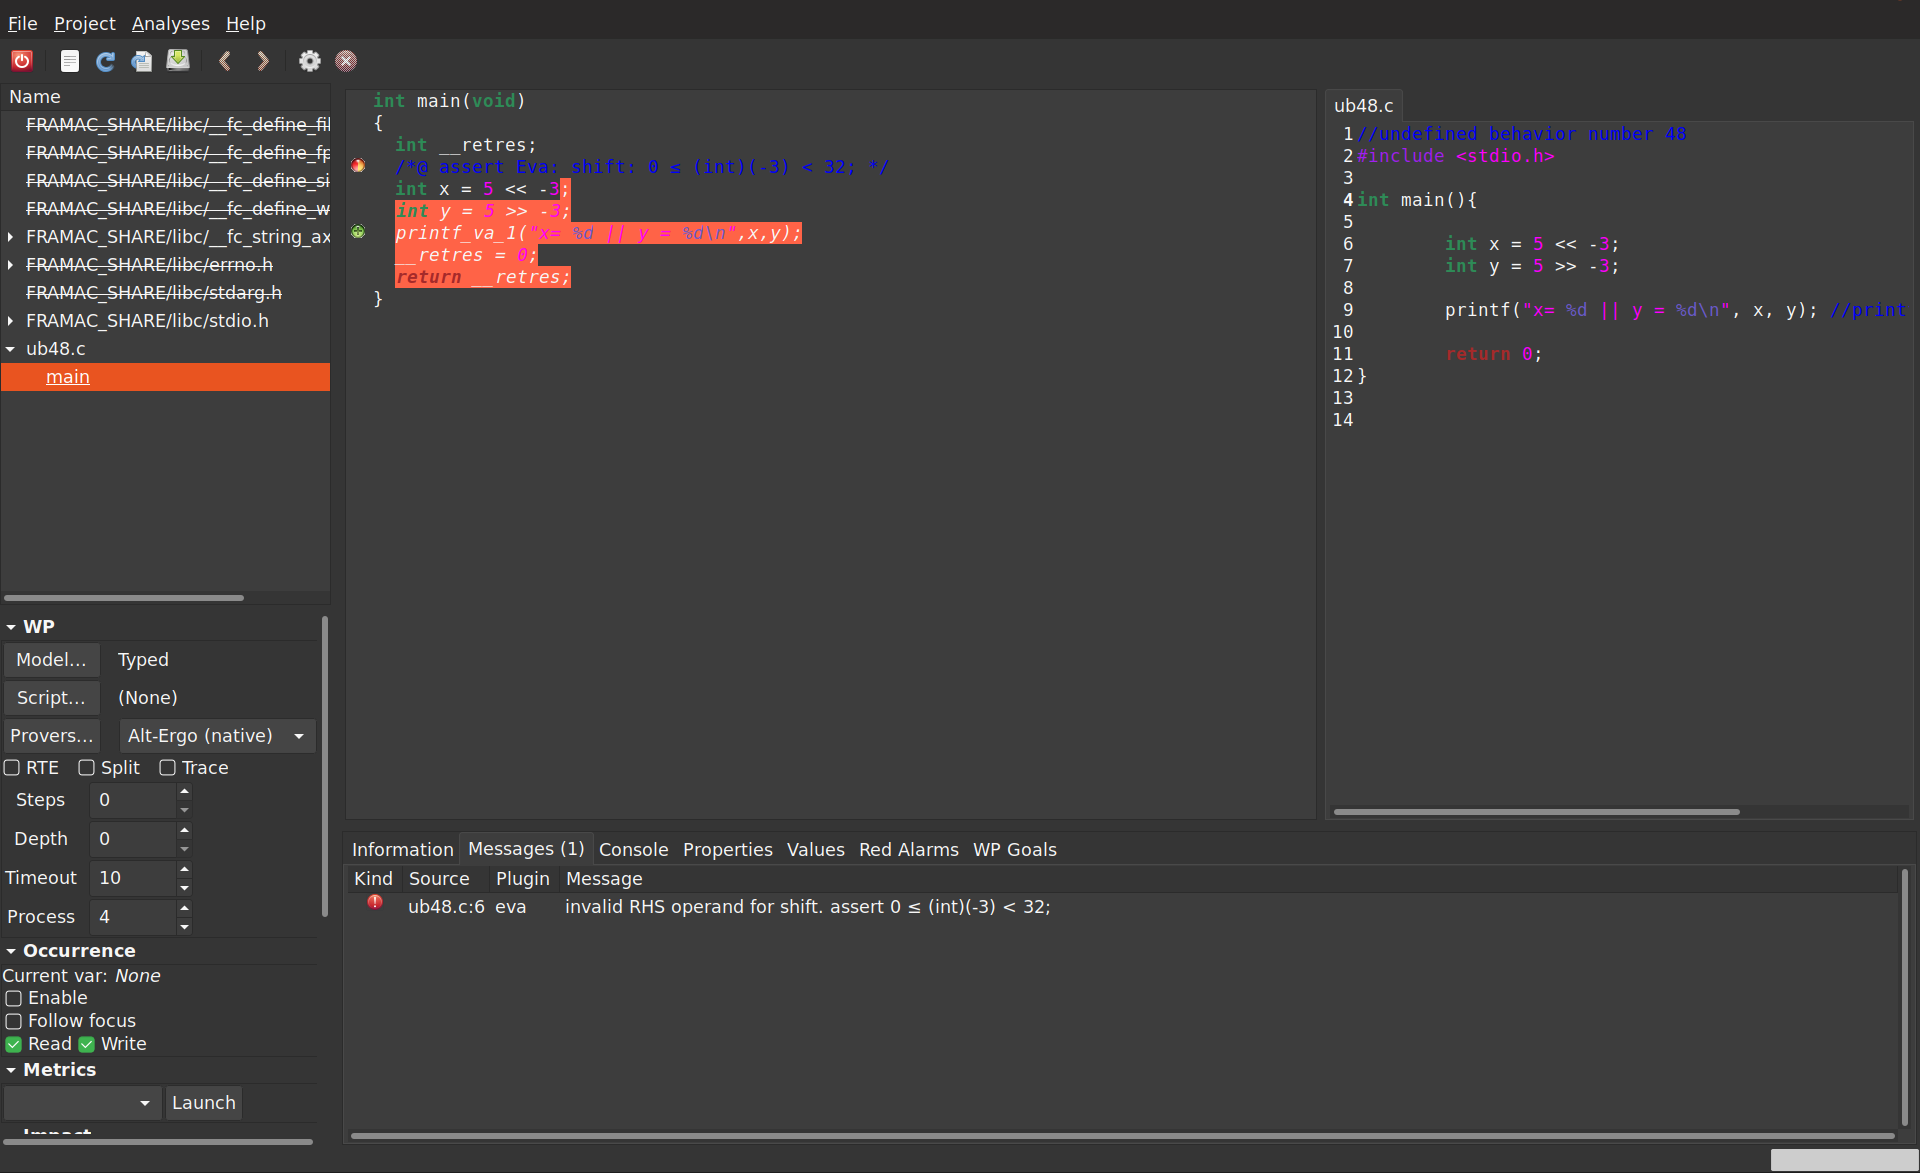 File Project Analyses Help
Name
FRAMAC_SHARE/libc/__fc_define_fil
FRAMAC_SHARE/libc/__fc_define_fp
FRAMAC_SHARE/libc/__fc_define_si
FRAMAC_SHARE/libc/__fc_define_w
FRAMAC_SHARE/libc/__fc_string_ax
FRAMAC_SHARE/libc/errno.h
FRAMAC_SHARE/libc/stdarg.h
FRAMAC_SHARE/libc/stdio.h
ub48.c
main
WP
Model... Typed
Script... (None)
Provers... Alt-Ergo (native)
RTE Split Trace
Steps 0
Depth 0
Timeout 10
Process 4
Occurrence
Current var: None
Enable
Follow focus
Read Write
Metrics
Launch
int main(void)
{
int __retres;
/*@ assert Eva: shift: 0 ≤ (int)(-3) < 32; */
int x = 5 << -3;
int y = 5 >> -3;
printf_va_1("x= %d || y = %d\n",x,y);
__retres = 0;
return __retres;
}
ub48.c
1 //undefined behavior number 48
2 #include <stdio.h>
3
4 int main(){
5
6 int x = 5 << -3;
7 int y = 5 >> -3;
8
9 printf("x= %d || y = %d\n", x, y); //print
10
11 return 0;
12 }
13
14
Information Messages (1) Console Properties Values Red Alarms WP Goals
Kind Source Plugin Message
ub48.c:6 eva invalid RHS operand for shift. assert 0 ≤ (int)(-3) < 32;